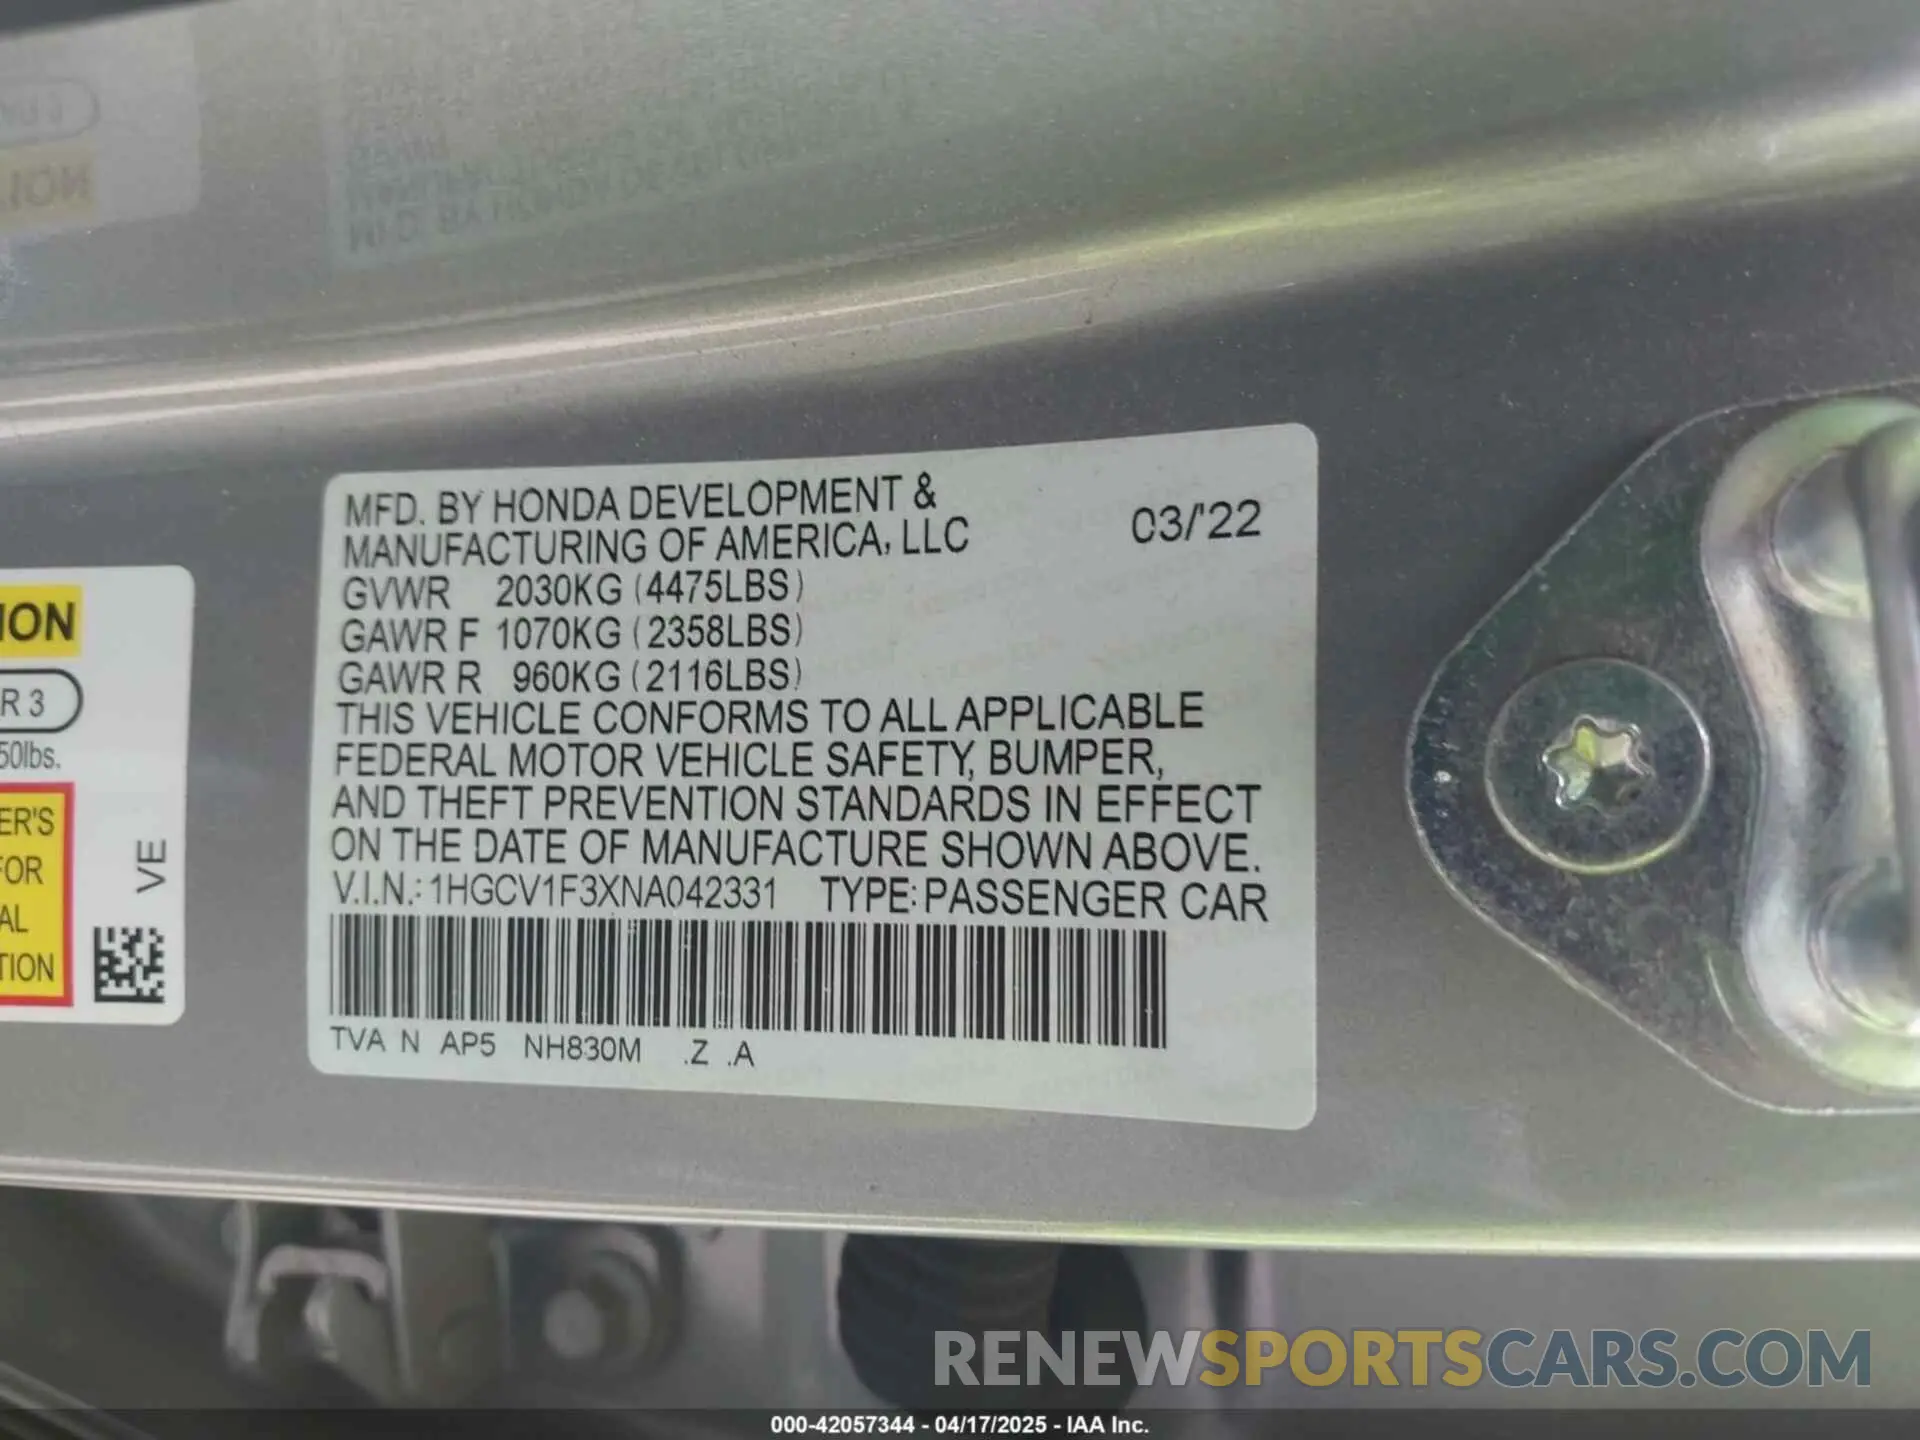 MFD. BY HONDA DEVELOPMENT &
MANUFACTURING OF AMERICA, LLC
03/'22
GVWR 2030KG (4475LBS)
GAWR F 1070KG (2358LBS)
GAWR R 960KG (2116LBS)
THIS VEHICLE CONFORMS TO ALL APPLICABLE
FEDERAL MOTOR VEHICLE SAFETY, BUMPER,
AND THEFT PREVENTION STANDARDS IN EFFECT
ON THE DATE OF MANUFACTURE SHOWN ABOVE.
V.I.N.: 1HGCV1F3XNA042331 TYPE: PASSENGER CAR
TVA N AP5 NH830M .Z .A
ION
R 3
50lbs.
ER'S
FOR
AL
TION
VE
RENEWSPORTSCARS.COM
000-42057344 - 04/17/2025 - IAA Inc.